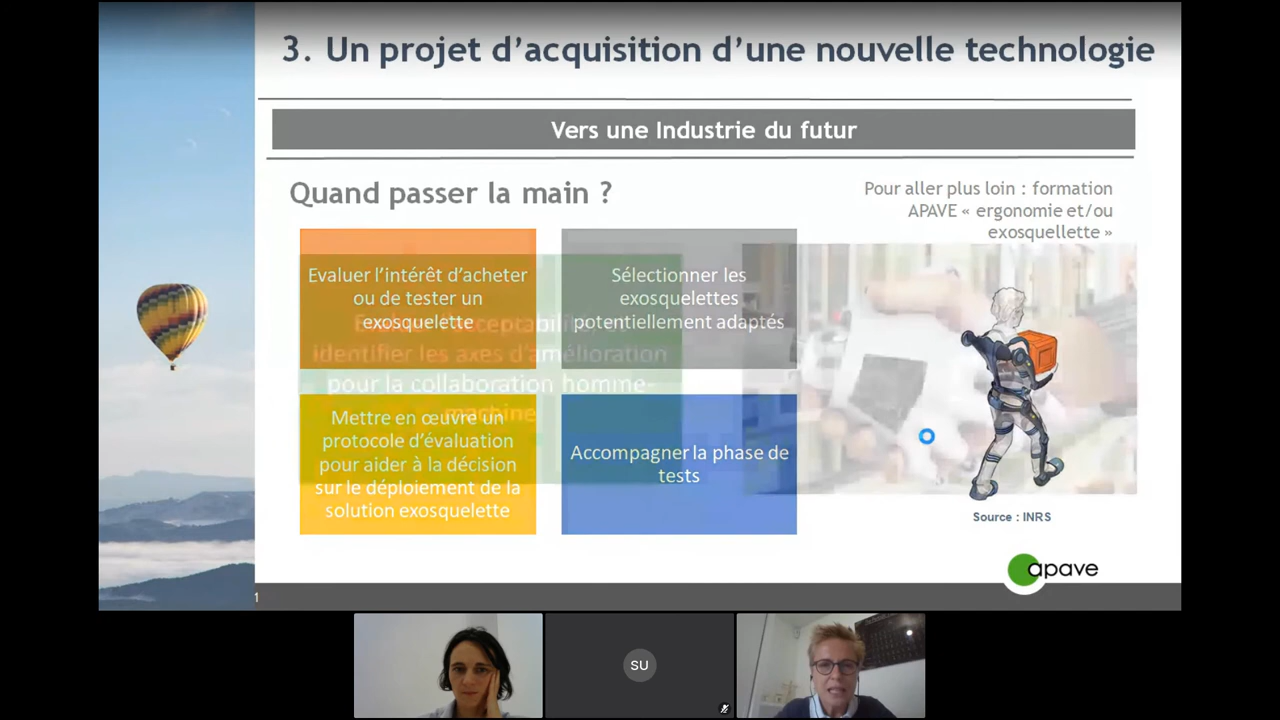 3. Un projet d’acquisition d’une nouvelle technologie
Vers une Industrie du futur
Quand passer la main ?
Pour aller plus loin : formation
APAVE « ergonomie et/ou
exosquellette »
Evaluer l’intérêt d’acheter
ou de tester un
exosquelette
Sélectionner les
exosquelettes
potentiellement adaptés
identifier les axes d’amélioration
pour la collaboration homme-
machine
Mettre en œuvre un
protocole d’évaluation
pour aider à la décision
sur le déploiement de la
solution exosquelette
Accompagner la phase de
tests
Source : INRS
apave
1
SU